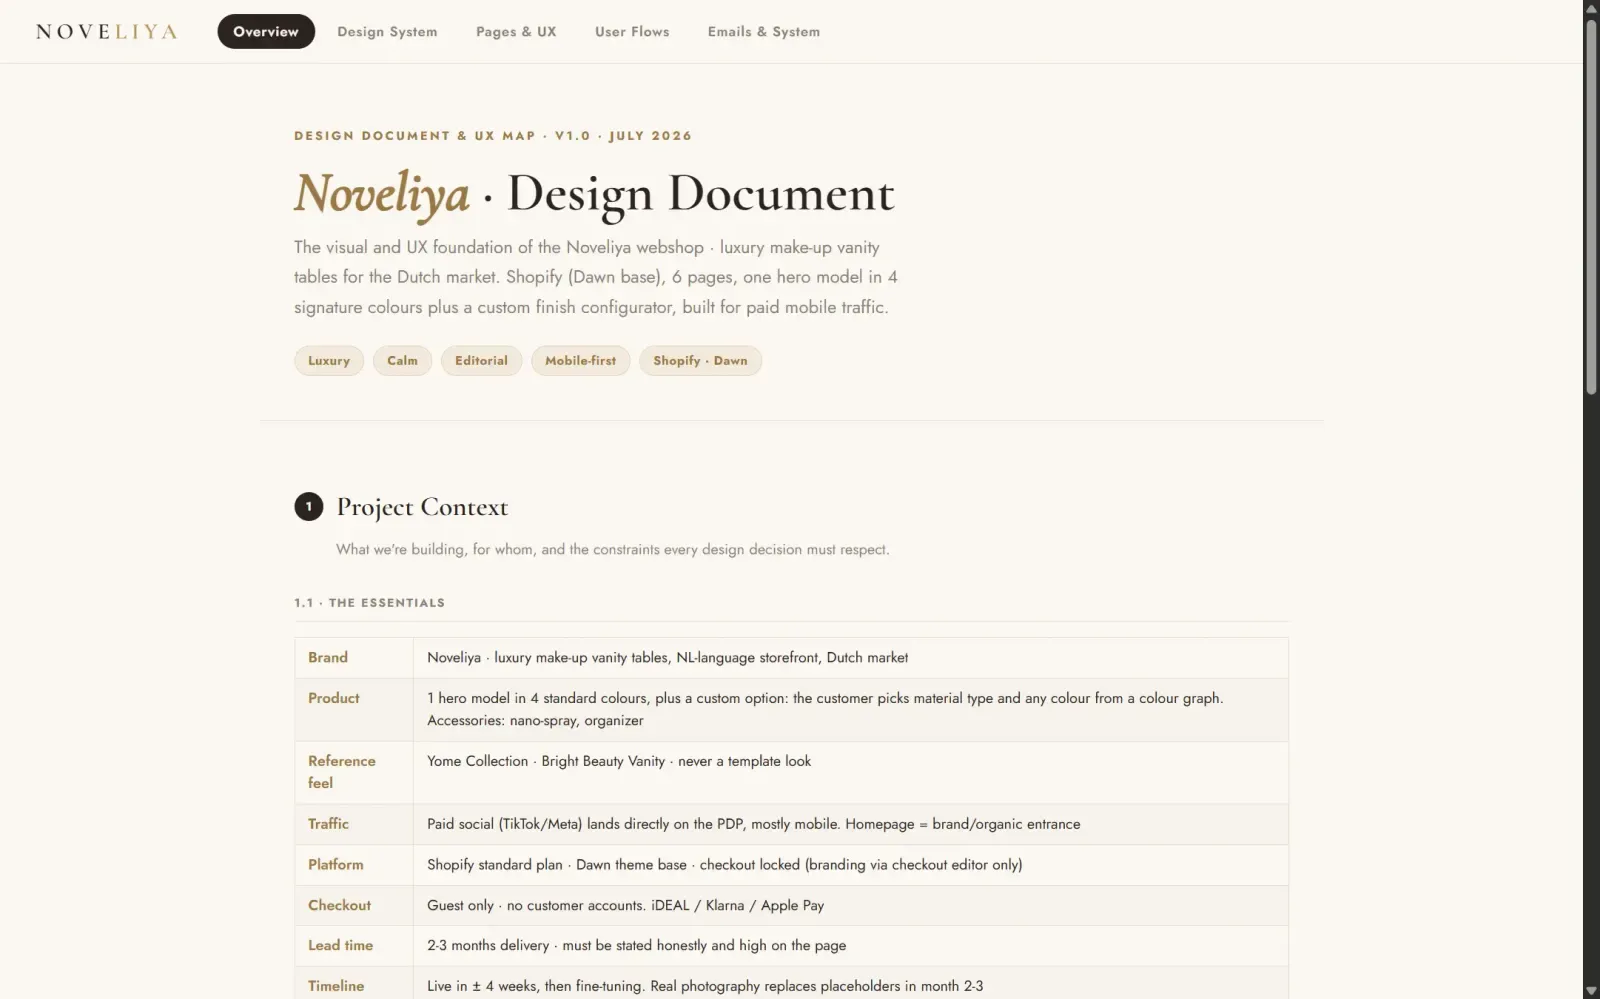 NOVELIYA
Overview
Design System
Pages & UX
User Flows
Emails & System
DESIGN DOCUMENT & UX MAP · V1.0 · JULY 2026
Noveliya · Design Document
The visual and UX foundation of the Noveliya webshop · luxury make-up vanity
tables for the Dutch market. Shopify (Dawn base), 6 pages, one hero model in 4
signature colours plus a custom finish configurator, built for paid mobile traffic.
Luxury
Calm
Editorial
Mobile-first
Shopify · Dawn
1
Project Context
What we're building, for whom, and the constraints every design decision must respect.
1.1 · THE ESSENTIALS
Brand
Noveliya · luxury make-up vanity tables, NL-language storefront, Dutch market
Product
1 hero model in 4 standard colours, plus a custom option: the customer picks material type and any colour from a colour graph.
Accessories: nano-spray, organizer
Reference
feel
Yome Collection · Bright Beauty Vanity · never a template look
Traffic
Paid social (TikTok/Meta) lands directly on the PDP, mostly mobile. Homepage = brand/organic entrance
Platform
Shopify standard plan · Dawn theme base · checkout locked (branding via checkout editor only)
Checkout
Guest only · no customer accounts. iDEAL / Klarna / Apple Pay
Lead time
2-3 months delivery · must be stated honestly and high on the page
Timeline
Live in ± 4 weeks, then fine-tuning. Real photography replaces placeholders in month 2-3